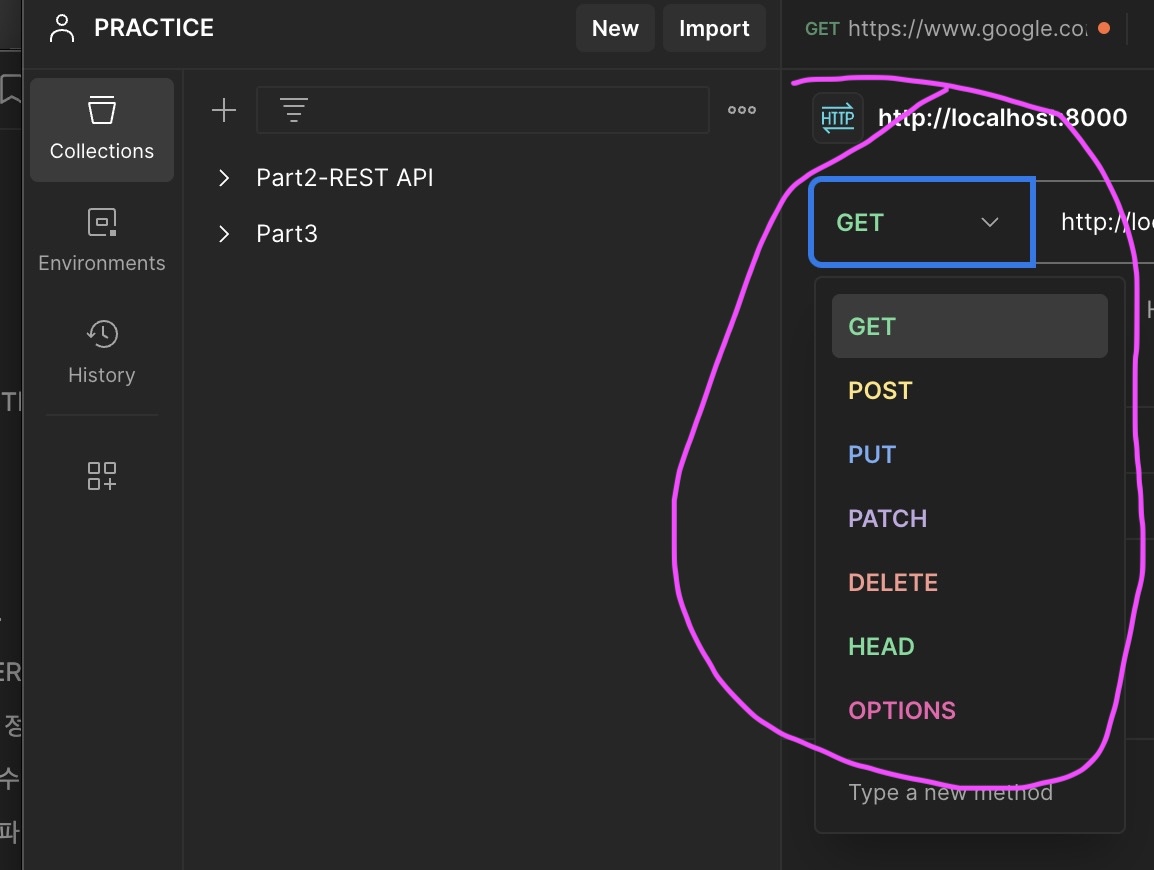 PRACTICE
New
Import
GET https://www.google.co
Collections
Environments
History
Part2-REST API
Part3
HTTP
http://localhost:8000
GET
http://lo
GET
POST
PUT
PATCH
DELETE
HEAD
OPTIONS
Type a new method
ER
정
수
파